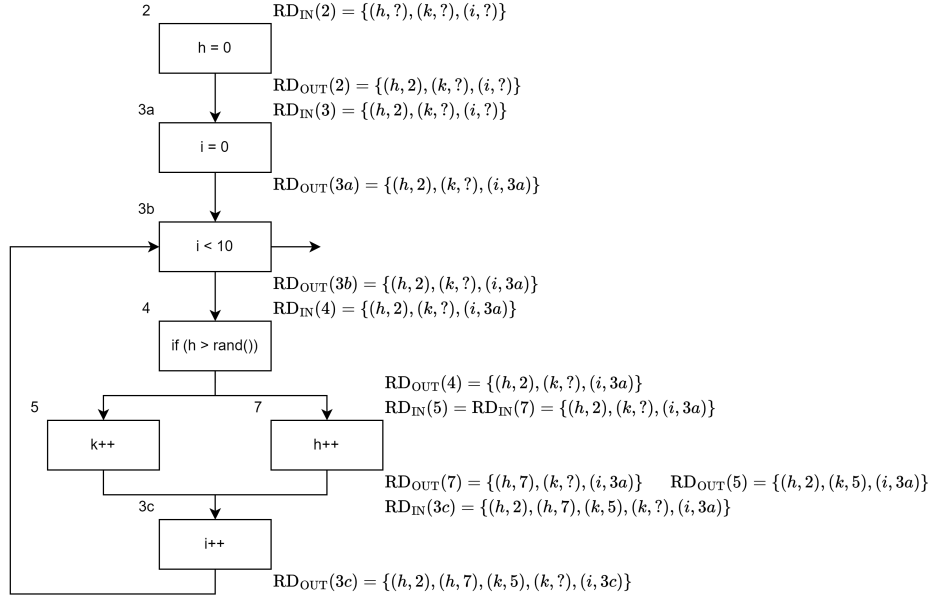 2
RD_IN(2) = {(h, ?), (k, ?), (i, ?)}
h = 0
RD_OUT(2) = {(h, 2), (k, ?), (i, ?)}
3a
RD_IN(3) = {(h, 2), (k, ?), (i, ?)}
i = 0
RD_OUT(3a) = {(h, 2), (k, ?), (i, 3a)}
3b
i < 10
RD_OUT(3b) = {(h, 2), (k, ?), (i, 3a)}
4
RD_IN(4) = {(h, 2), (k, ?), (i, 3a)}
if (h > rand())
RD_OUT(4) = {(h, 2), (k, ?), (i, 3a)}
5
7
RD_IN(5) = RD_IN(7) = {(h, 2), (k, ?), (i, 3a)}
k++
h++
RD_OUT(7) = {(h, 7), (k, ?), (i, 3a)}
RD_OUT(5) = {(h, 2), (k, 5), (i, 3a)}
3c
RD_IN(3c) = {(h, 2), (h, 7), (k, 5), (k, ?), (i, 3a)}
i++
RD_OUT(3c) = {(h, 2), (h, 7), (k, 5), (k, ?), (i, 3c)}